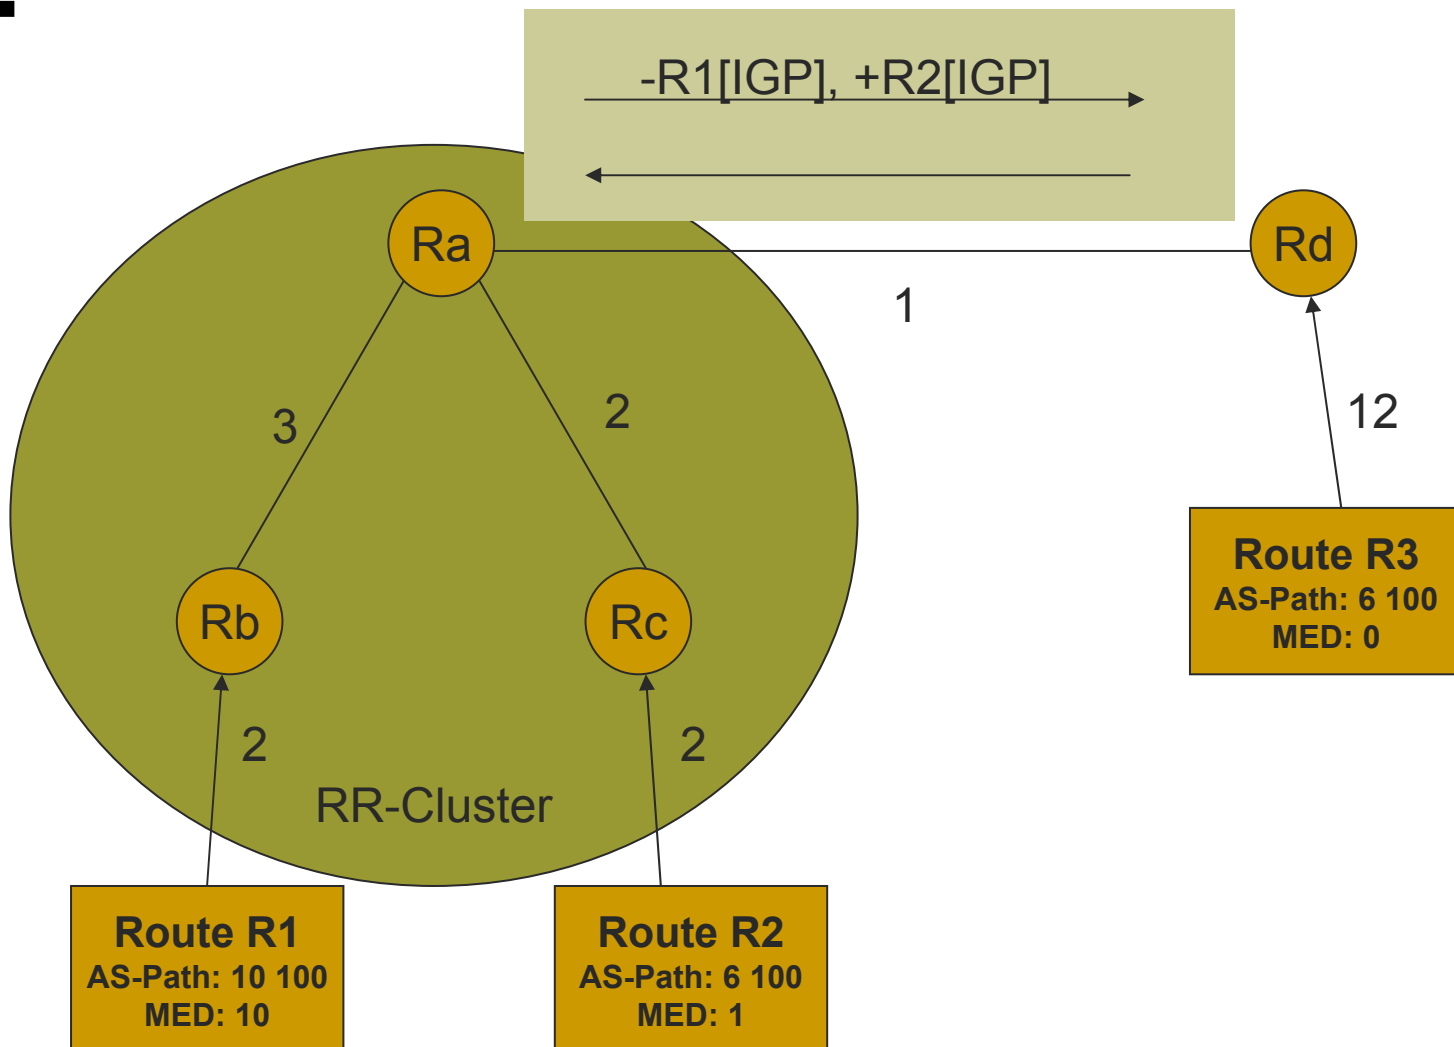 -R1[IGP], +R2[IGP]
Ra
Rd
1
3
2
12
Rb
Rc
Route R3
AS-Path: 6 100
MED: 0
2
2
RR-Cluster
Route R1
AS-Path: 10 100
MED: 10
Route R2
AS-Path: 6 100
MED: 1